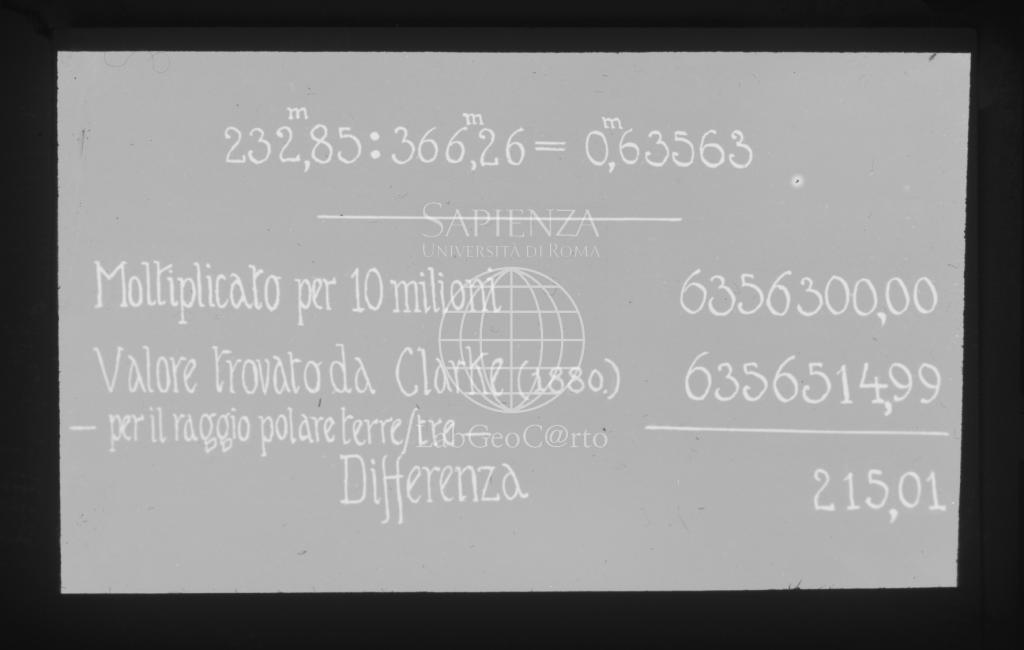 232,85 : 366,26 = 0,63563
m m m
SAPIENZA
UNIVERSITÀ DI ROMA
Moltiplicato per 10 milioni 6356300,00
Valore trovato da Clarke (1880.) 6356514,99
— per il raggio polare terrestre —
LabGeoC@rto
Differenza 215,01